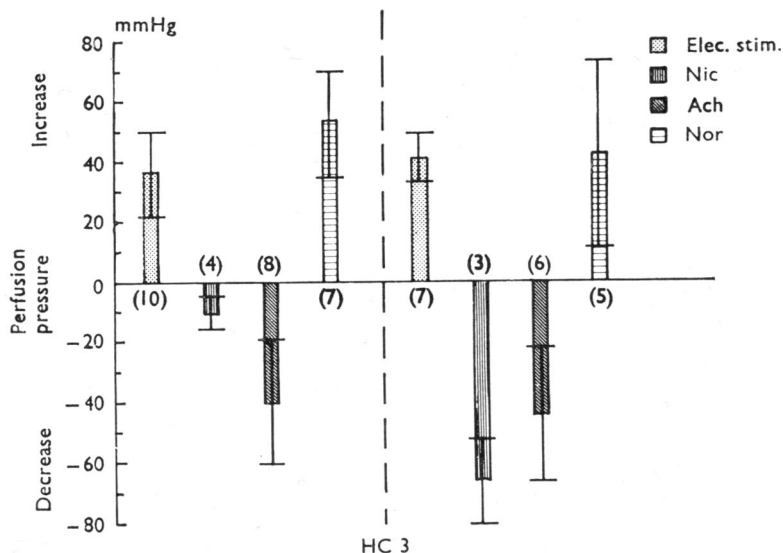 mmHg
80
60
40
20
0
−20
−40
−60
−80
Increase
Perfusion
pressure
Decrease
(10)
(4)
(8)
(7)
(7)
(3)
(6)
(5)
HC 3
Elec. stim.
Nic
Ach
Nor